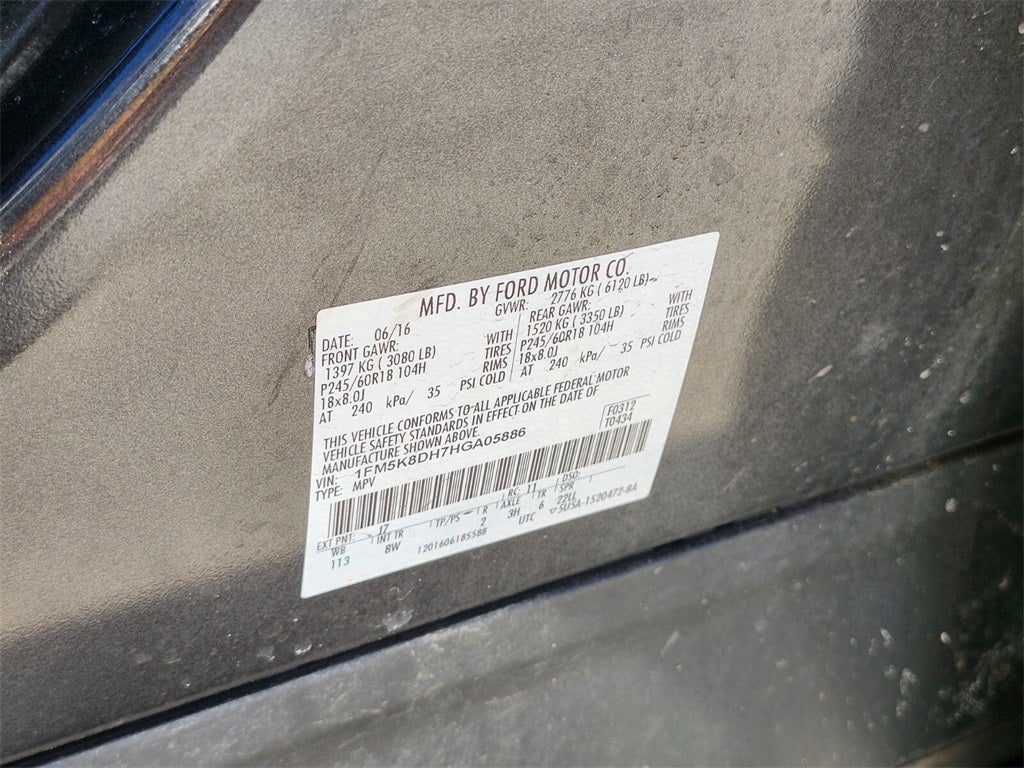 MFD. BY FORD MOTOR CO.
DATE: 06/16 GVWR: 2776 KG ( 6120 LB)
FRONT GAWR: WITH
1397 KG ( 3080 LB) TIRES
P245/60R18 104H RIMS
18x8.0J
AT 240 kPa/ 35 PSI COLD
REAR GAWR: WITH
1520 KG ( 3350 LB) TIRES
P245/60R18 104H RIMS
18x8.0J
AT 240 kPa/ 35 PSI COLD
THIS VEHICLE CONFORMS TO ALL APPLICABLE FEDERAL MOTOR
VEHICLE SAFETY STANDARDS IN EFFECT ON THE DATE OF
MANUFACTURE SHOWN ABOVE.
F0312
T0434
VIN: 1FM5K8DH7HGA05886
TYPE: MPV
EXT PNT: J7 RC: 11 DSO:
WB INT TR TP/PS R AXLE TR SPR
113 BW 2 3H 6 22LL
1201606185588 UTC 5U5A-1520472-BA